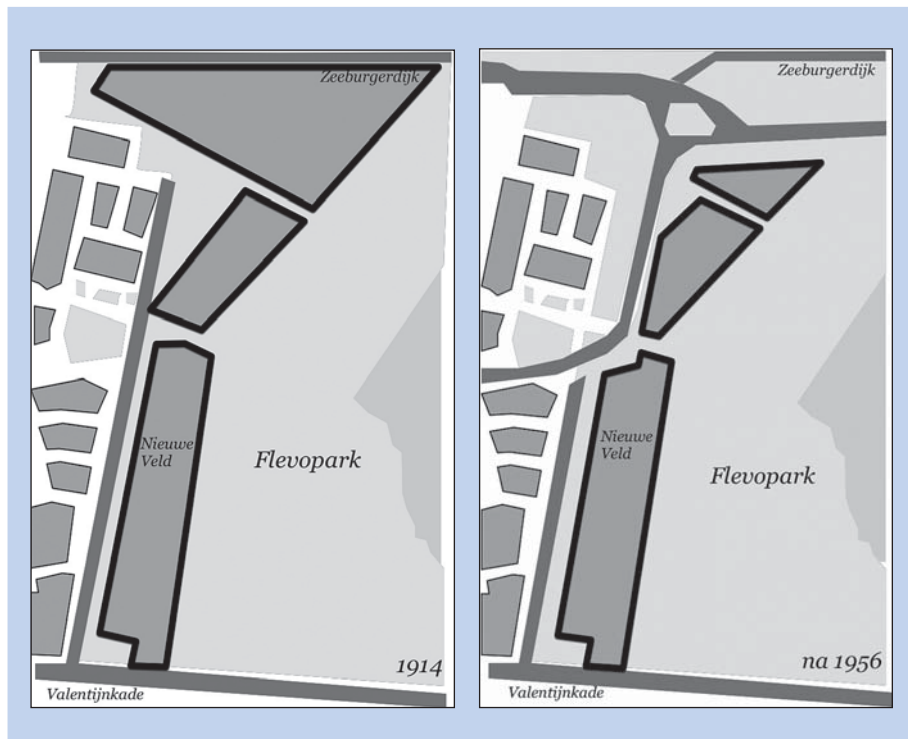 Zeeburgerdijk
Nieuwe
Veld
Flevopark
1914
Valentijnkade
Zeeburgerdijk
Nieuwe
Veld
Flevopark
na 1956
Valentijnkade